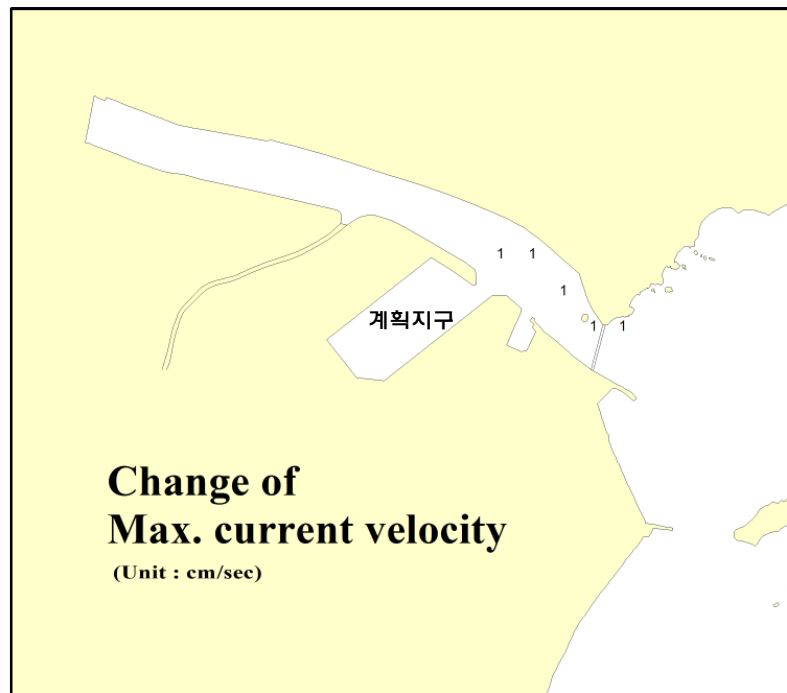 1 1
1
계획지구
1 1
Change of
Max. current velocity
(Unit : cm/sec)